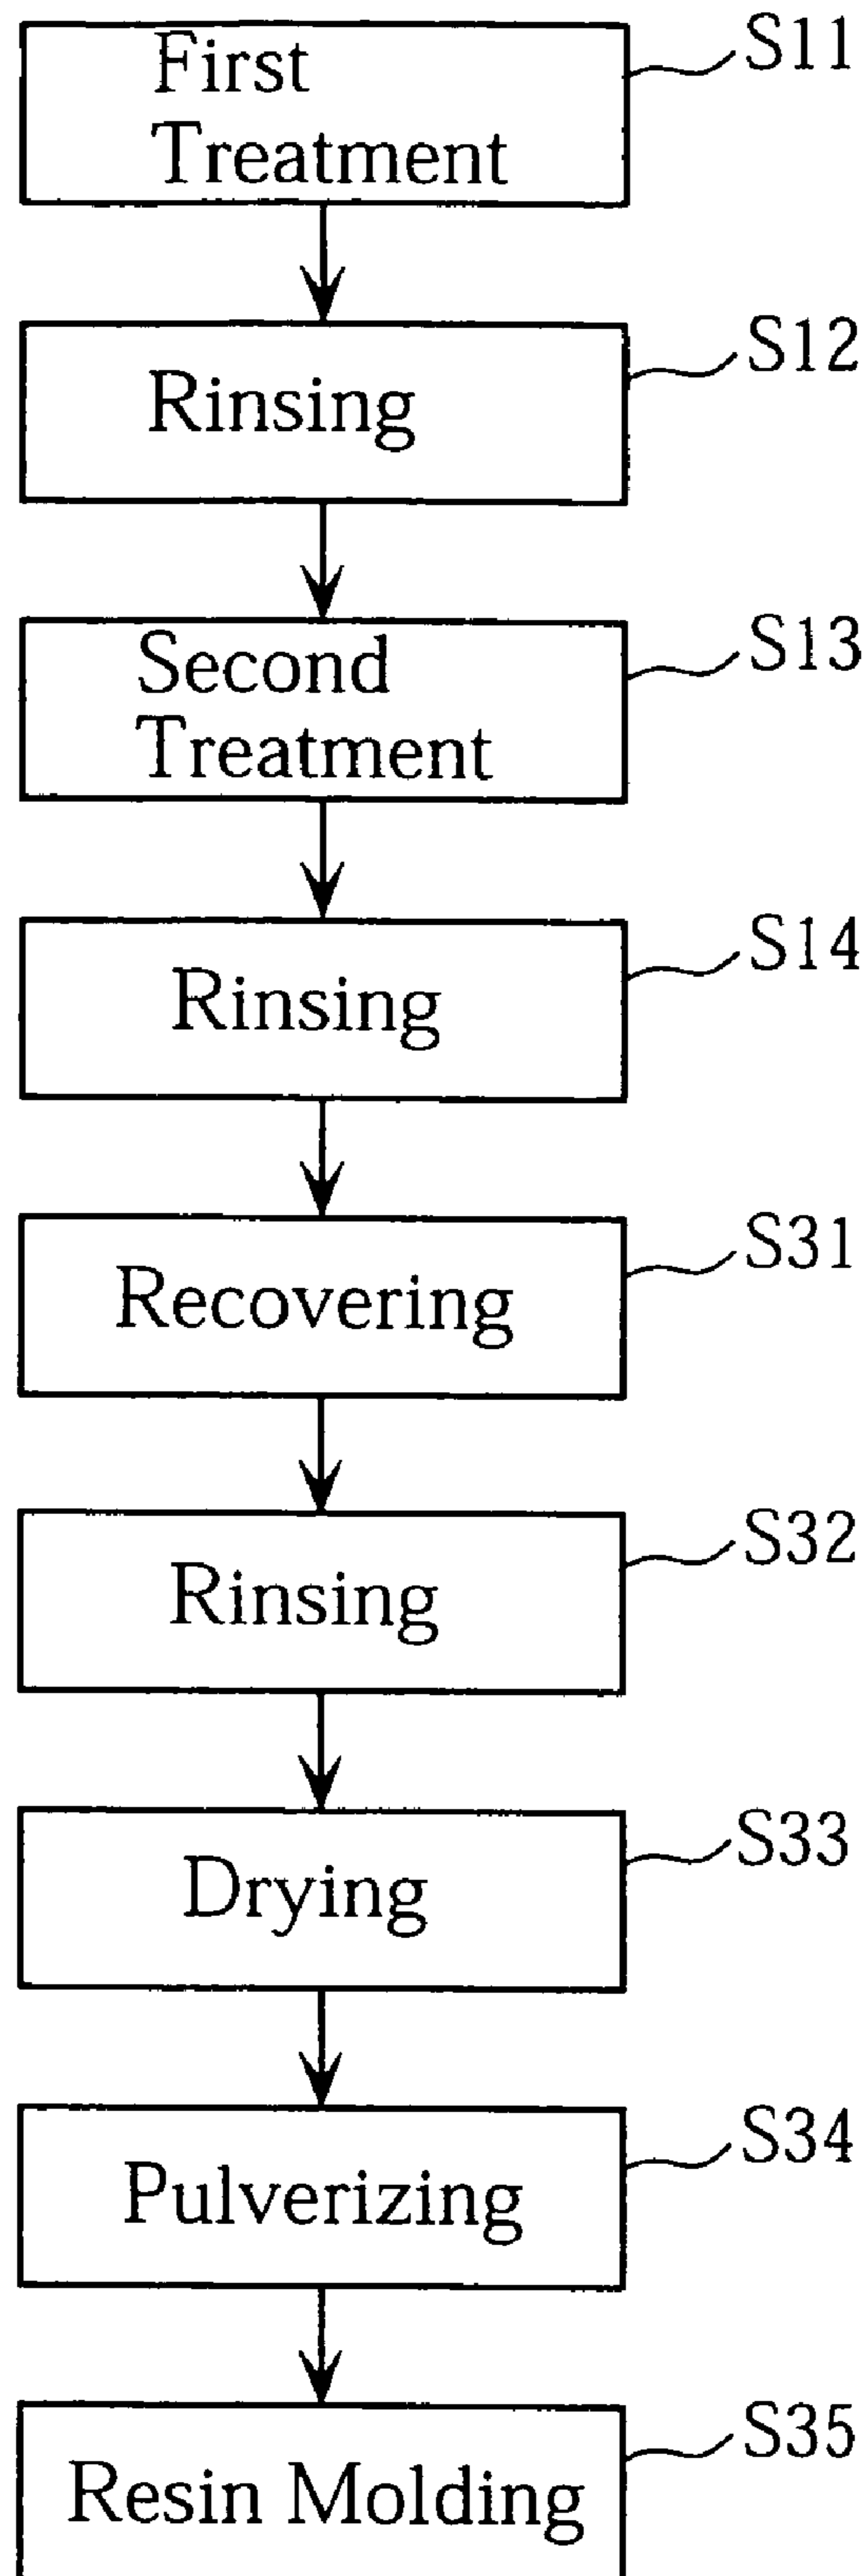 First
Treatment
S11
Rinsing
S12
Second
Treatment
S13
Rinsing
S14
Recovering
S31
Rinsing
S32
Drying
S33
Pulverizing
S34
Resin Molding
S35